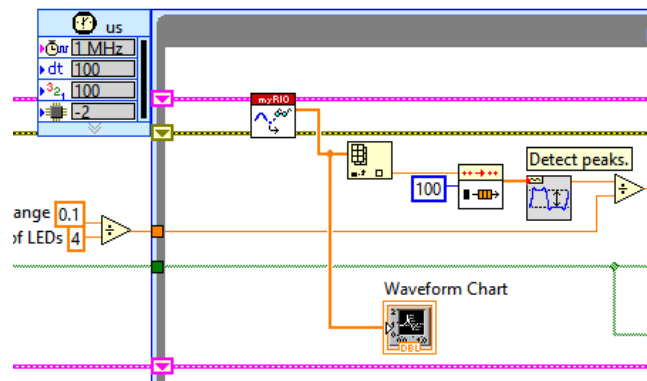 us
1 MHz
dt 100
321 100
-2
myRIO
Detect peaks.
100
ange 0.1
of LEDs 4
Waveform Chart
DBL